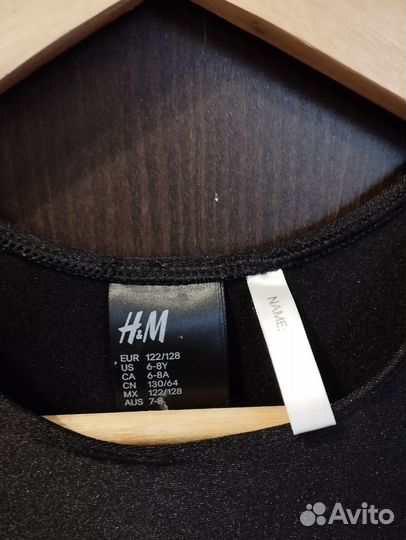 H&M
EUR 122/128
US 6-8Y
CA 6-8A
CN 130/64
MX 122/128
AUS 7-8
NAME:
Avito